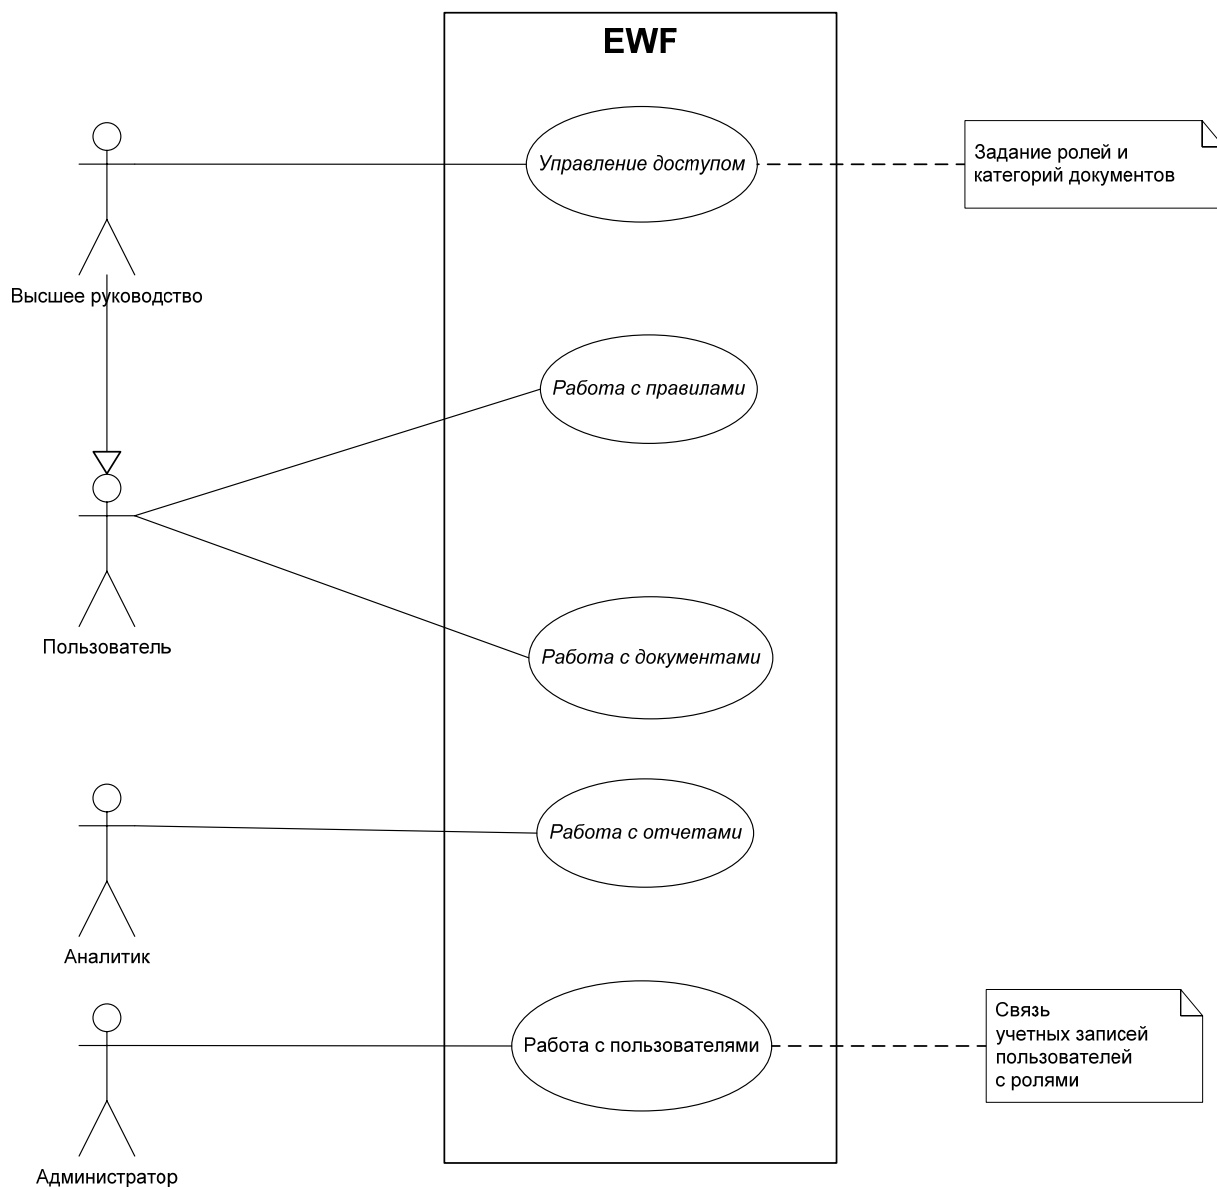 EWF
Управление доступом
Задание ролей и
категорий документов
Высшее руководство
Работа с правилами
Пользователь
Работа с документами
Работа с отчетами
Аналитик
Работа с пользователями
Связь
учетных записей
пользователей
с ролями
Администратор